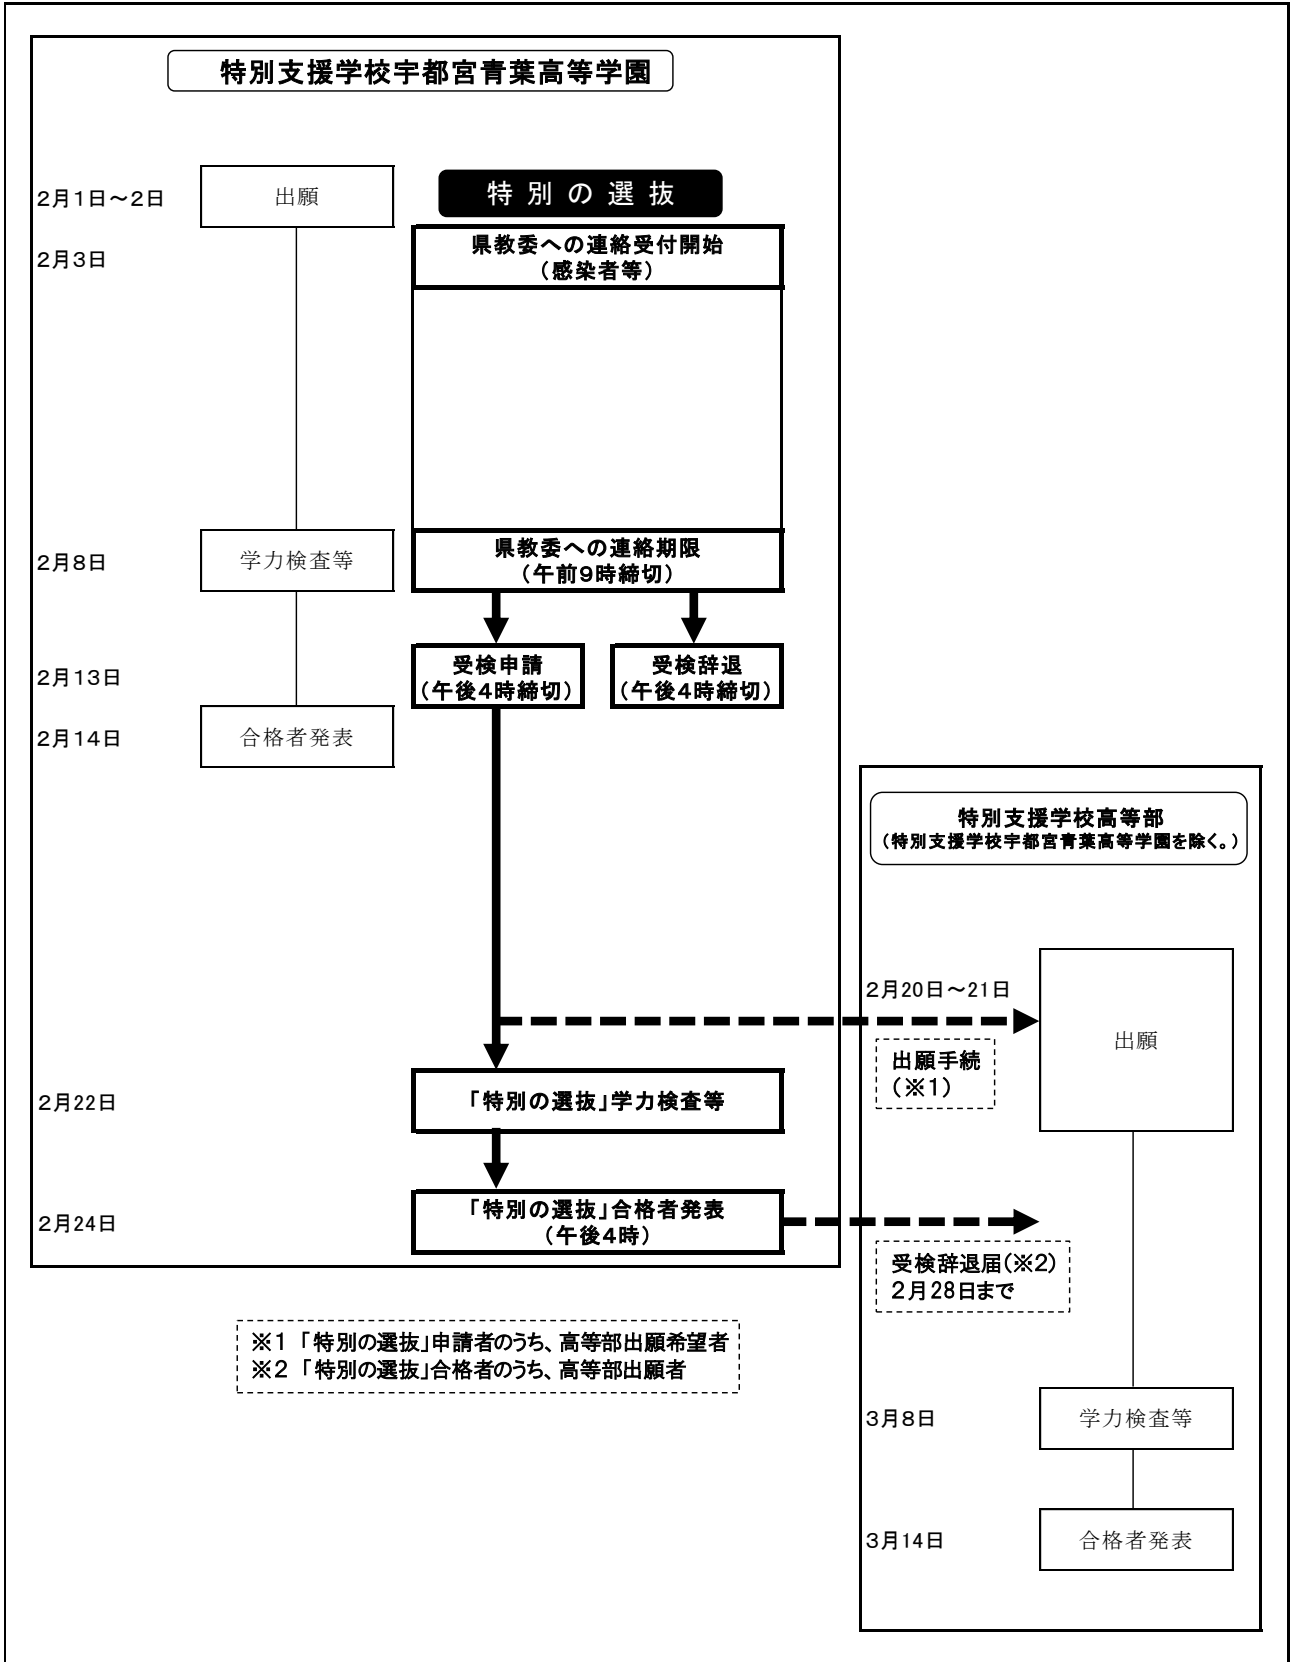 特別支援学校宇都宮青葉高等学園
2月1日～2日
出願
特別の選抜
2月3日
県教委への連絡受付開始
（感染者等）
2月8日
学力検査等
県教委への連絡期限
（午前9時締切）
2月13日
受検申請
（午後4時締切）
受検辞退
（午後4時締切）
2月14日
合格者発表
特別支援学校高等部
（特別支援学校宇都宮青葉高等学園を除く。）
2月20日～21日
出願
出願手続
（※1）
2月22日
「特別の選抜」学力検査等
2月24日
「特別の選抜」合格者発表
（午後4時）
受検辞退届（※2）
2月28日まで
※1 「特別の選抜」申請者のうち、高等部出願希望者
※2 「特別の選抜」合格者のうち、高等部出願者
3月8日
学力検査等
3月14日
合格者発表